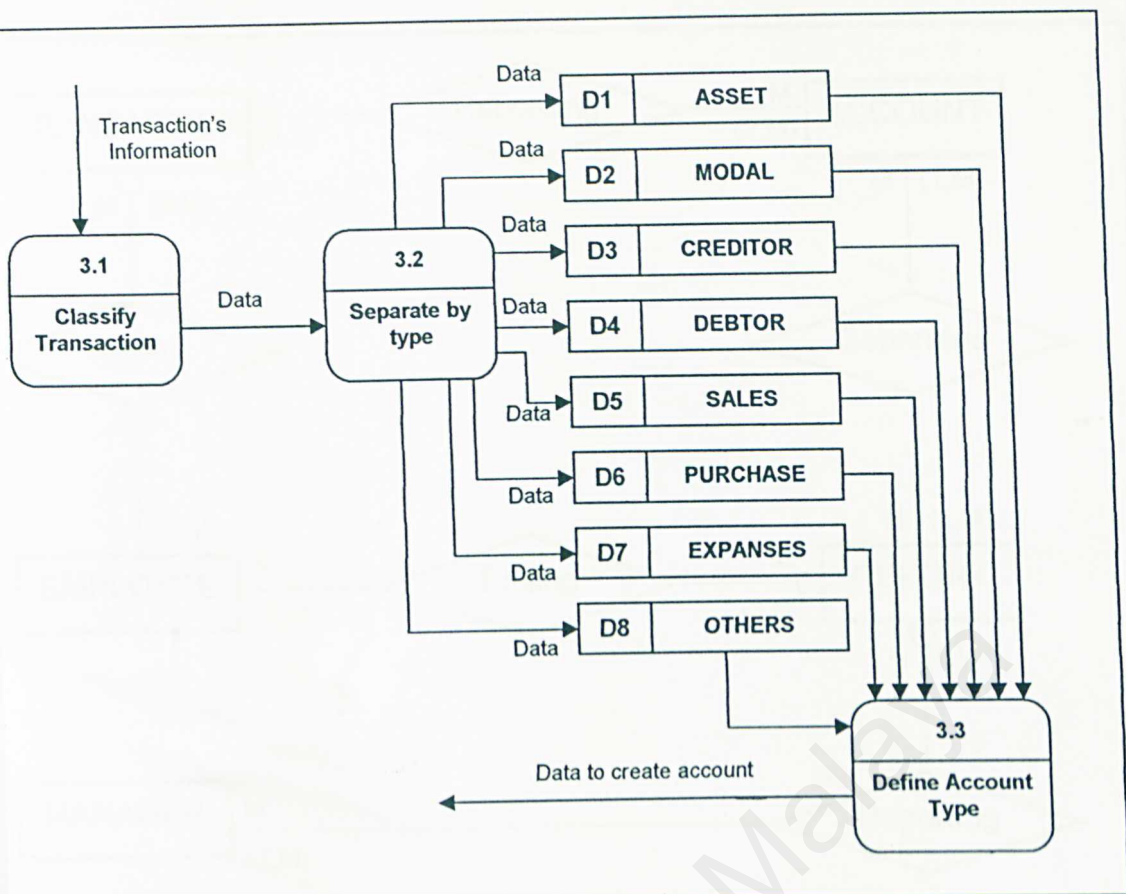 Transaction's
Information
3.1
Classify
Transaction
Data
3.2
Separate by
type
Data
D1 ASSET
Data
D2 MODAL
Data
D3 CREDITOR
Data
D4 DEBTOR
Data
D5 SALES
Data
D6 PURCHASE
Data
D7 EXPANSES
Data
D8 OTHERS
3.3
Define Account
Type
Data to create account
Malaya